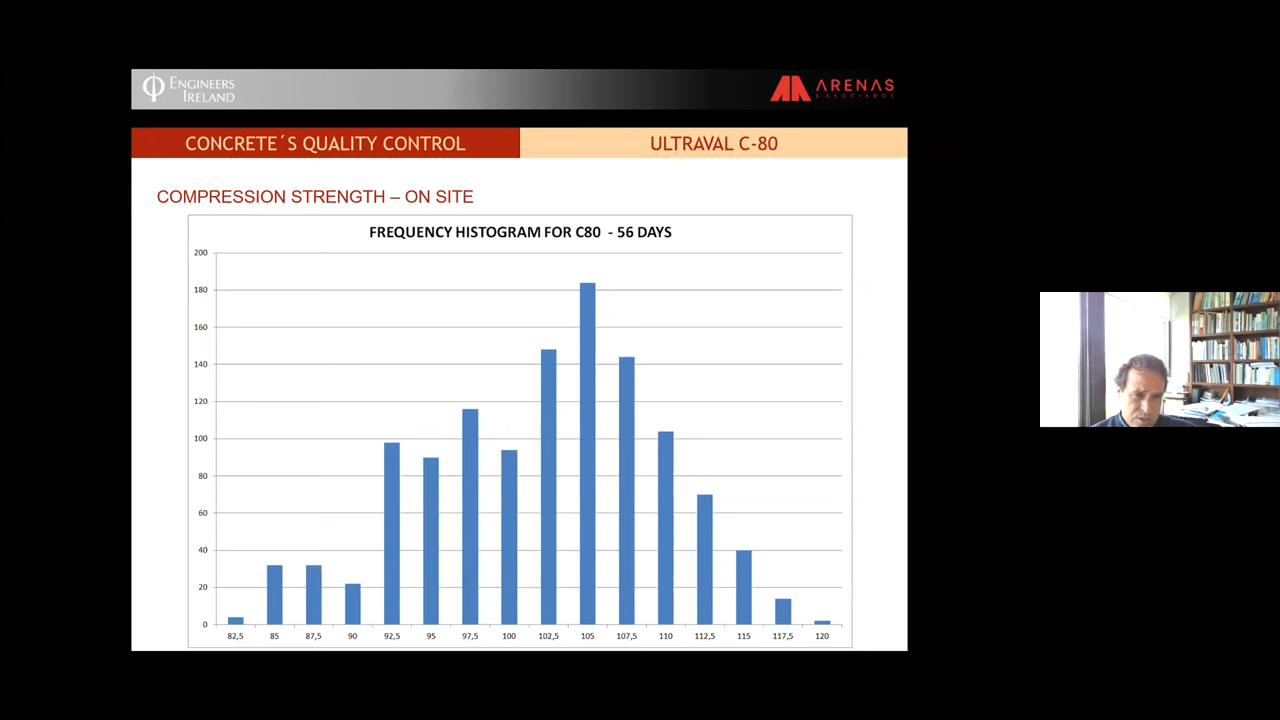 ENGINEERS
IRELAND
ARENAS
& ASOCIADOS
CONCRETE´S QUALITY CONTROL
ULTRAVAL C-80
COMPRESSION STRENGTH – ON SITE
FREQUENCY HISTOGRAM FOR C80 - 56 DAYS
200
180
160
140
120
100
80
60
40
20
0
82,5 85 87,5 90 92,5 95 97,5 100 102,5 105 107,5 110 112,5 115 117,5 120